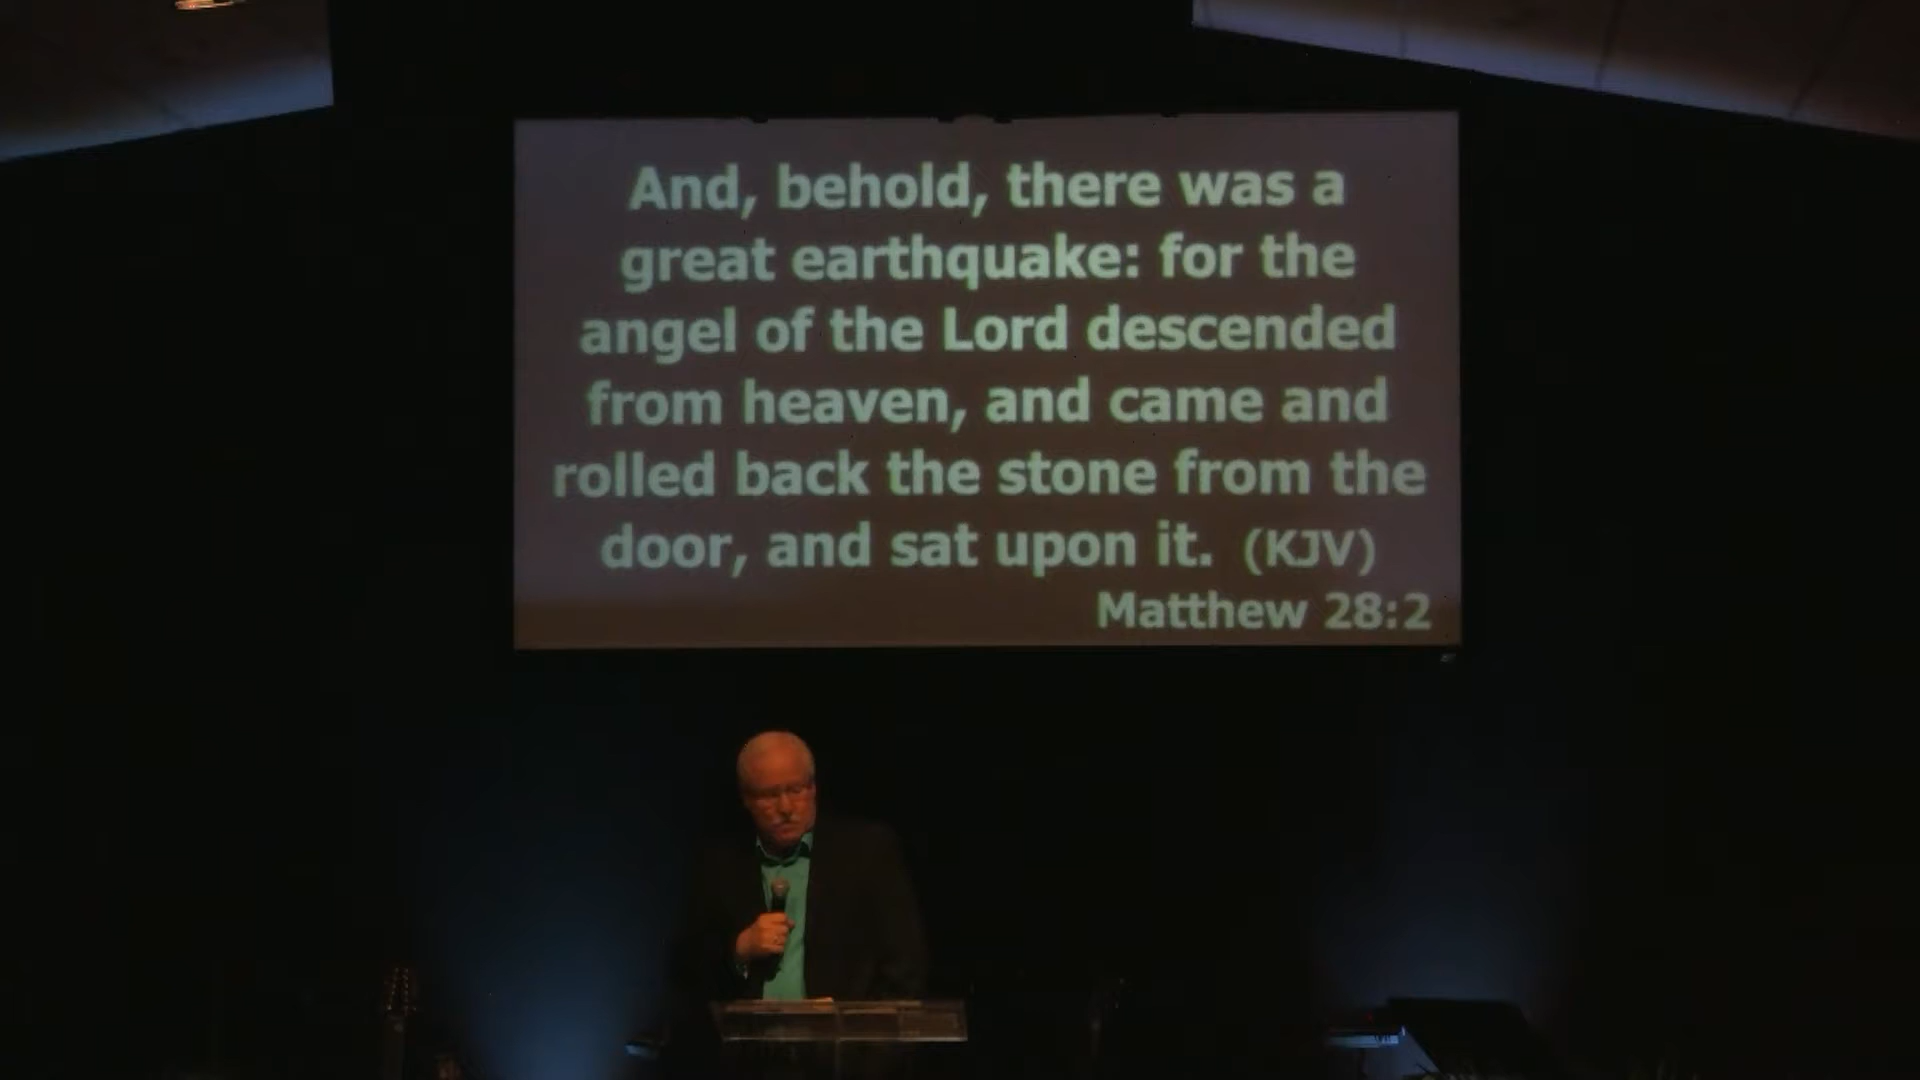 And, behold, there was a
great earthquake: for the
angel of the Lord descended
from heaven, and came and
rolled back the stone from the
door, and sat upon it. (KJV)
Matthew 28:2